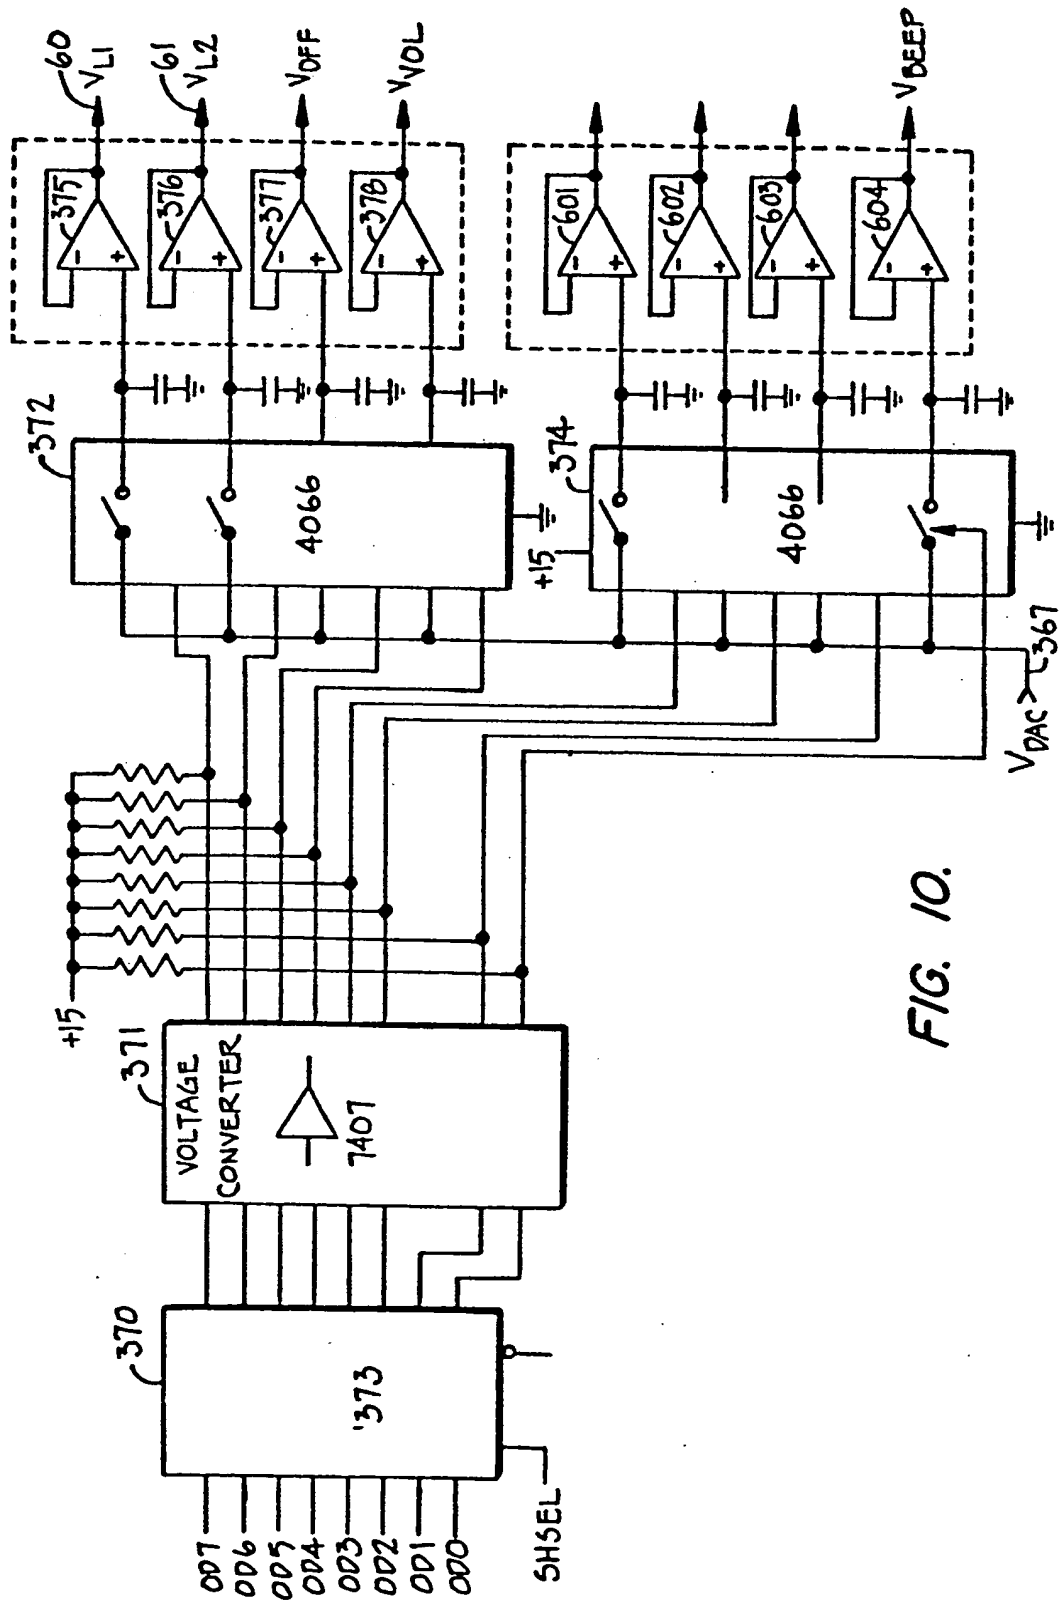 OD7
OD6
OD5
OD4
OD3
OD2
OD1
OD0
SHSEL
370
'373
371
VOLTAGE
CONVERTER
7407
+15
372
4066
374
+15
4066
VDAC
367
375
-
+
376
-
+
377
-
+
378
-
+
601
-
+
602
-
+
603
-
+
604
-
+
60
VL1
61
VL2
VOFF
VVOL
VBEEP
FIG. 10.